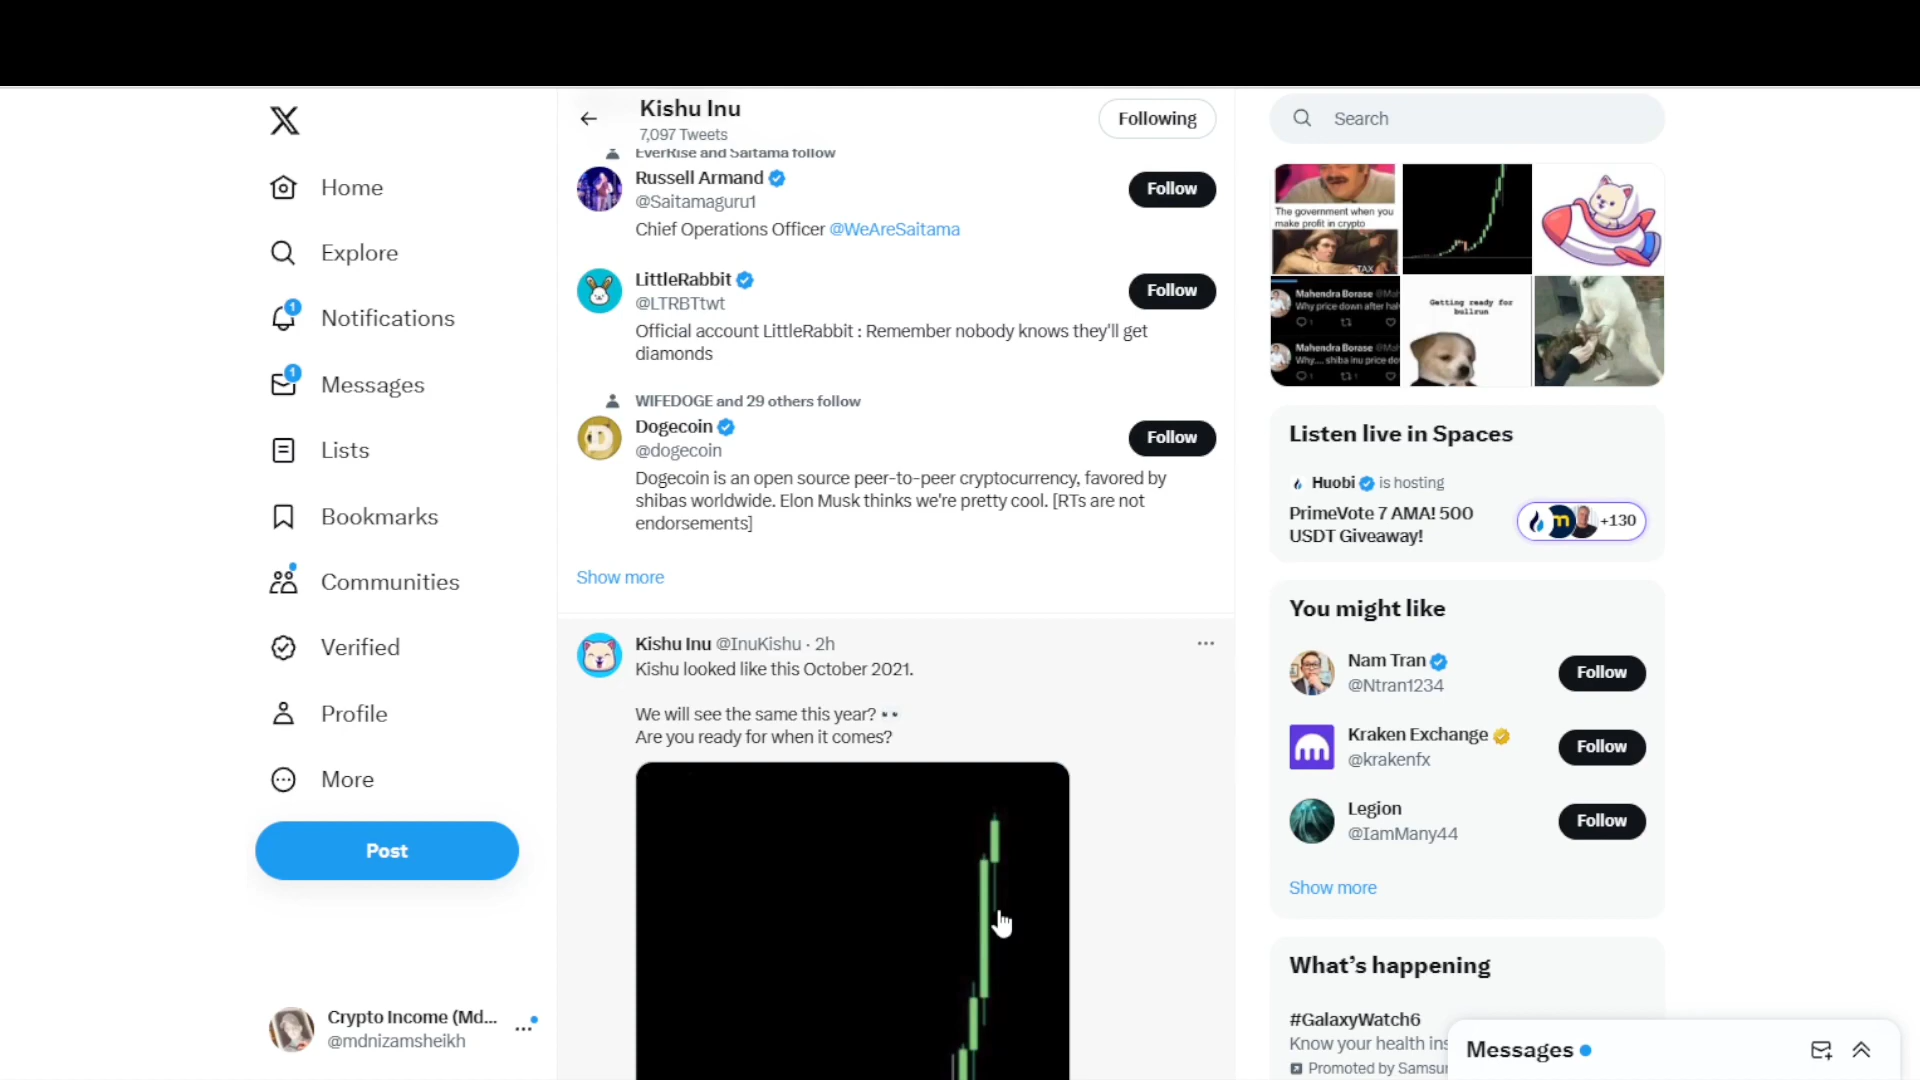 Home
Explore
1
Notifications
1
Messages
Lists
Bookmarks
Communities
Verified
Profile
More
Post
Crypto Income (Md...
@mdnizamsheikh
Kishu Inu
7,097 Tweets
Following
EverRise and Saitama follow
Russell Armand
@Saitamaguru1
Chief Operations Officer @WeAreSaitama
Follow
LittleRabbit
@LTRBTtwt
Official account LittleRabbit : Remember nobody knows they'll get
diamonds
Follow
WIFEDOGE and 29 others follow
Dogecoin
@dogecoin
Dogecoin is an open source peer-to-peer cryptocurrency, favored by
shibas worldwide. Elon Musk thinks we're pretty cool. [RTs are not
endorsements]
Follow
Show more
Kishu Inu @InuKishu · 2h
Kishu looked like this October 2021.
We will see the same this year? 👀
Are you ready for when it comes?
Search
The government when you
make profit in crypto
TAX
Mahendra Borase @Mah
Why price down after hal
Mahendra Borase @Mah
Why.... shiba inu price do
Getting ready for
bullrun
Listen live in Spaces
Huobi is hosting
PrimeVote 7 AMA! 500
USDT Giveaway!
+130
You might like
Nam Tran
@Ntran1234
Follow
Kraken Exchange
@krakenfx
Follow
Legion
@IamMany44
Follow
Show more
What's happening
#GalaxyWatch6
Know your health ins
Promoted by Samsu
Messages